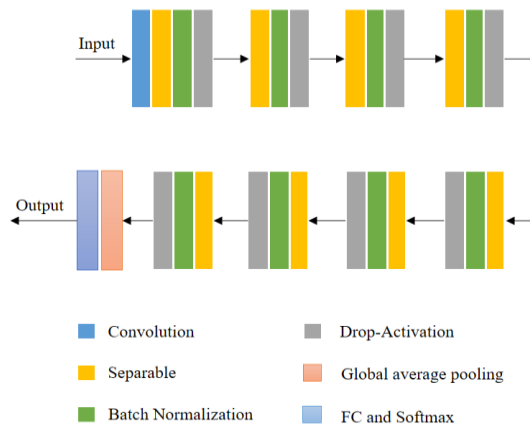 Input
Output
Convolution
Drop-Activation
Separable
Global average pooling
Batch Normalization
FC and Softmax